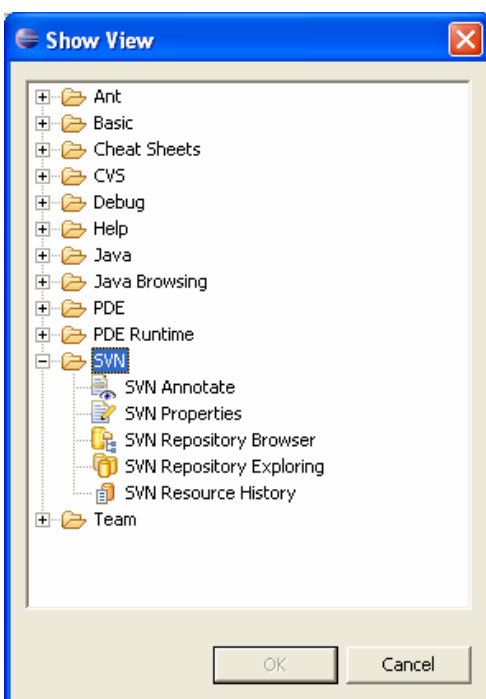 Show View
Ant
Basic
Cheat Sheets
CVS
Debug
Help
Java
Java Browsing
PDE
PDE Runtime
SVN
SVN Annotate
SVN Properties
SVN Repository Browser
SVN Repository Exploring
SVN Resource History
Team
OK Cancel